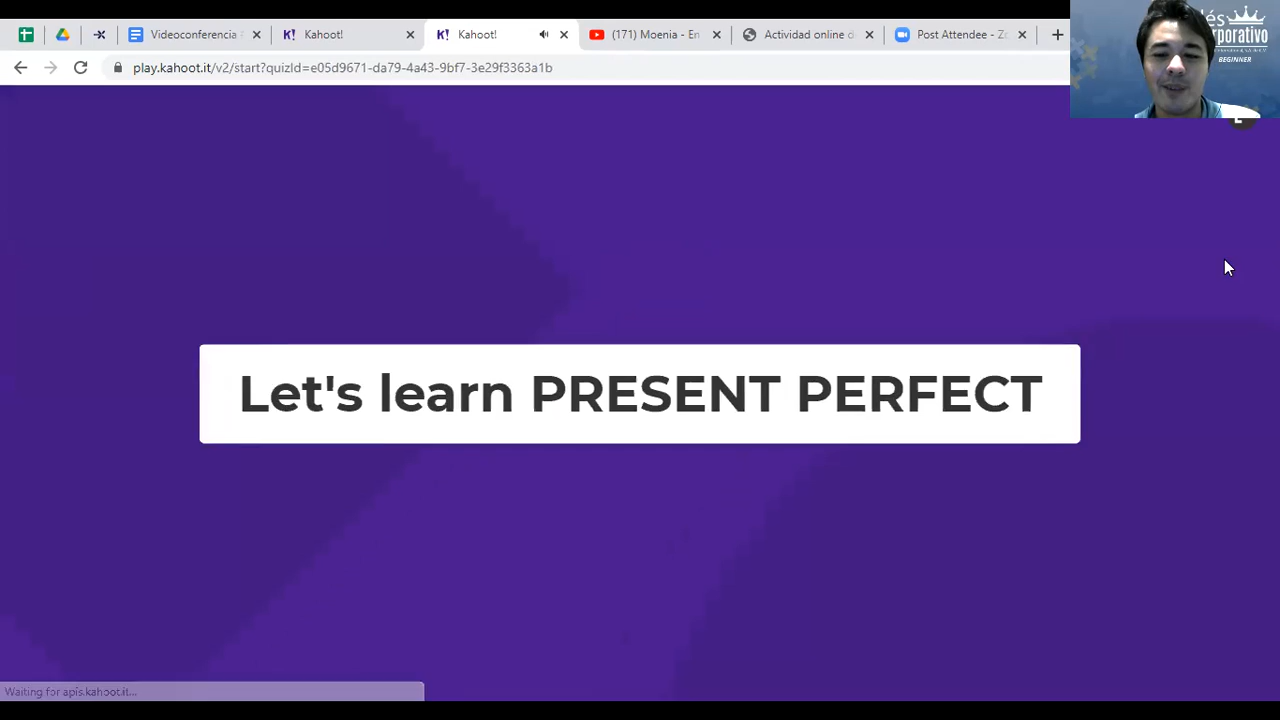 Videoconferencia
Kahoot!
Kahoot!
(171) Moenia - En
Actividad online d
Post Attendee - Zo
play.kahoot.it/v2/start?quizId=e05d9671-da79-4a43-9bf7-3e29f3363a1b
BEGINNER
Let's learn PRESENT PERFECT
Waiting for apis.kahoot.it...